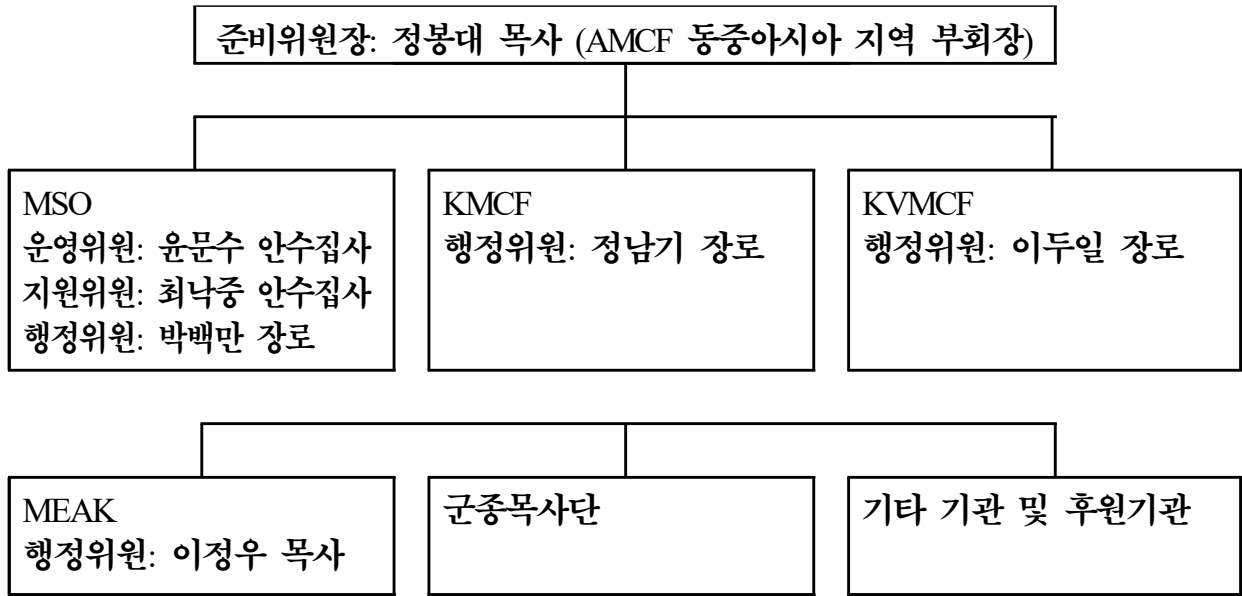 준비위원장: 정봉대 목사 (AMCF 동중아시아 지역 부회장)
MSO
운영위원: 윤문수 안수집사
지원위원: 최낙중 안수집사
행정위원: 박백만 장로
KMCF
행정위원: 정남기 장로
KVMCF
행정위원: 이두일 장로
MEAK
행정위원: 이정우 목사
군종목사단
기타 기관 및 후원기관